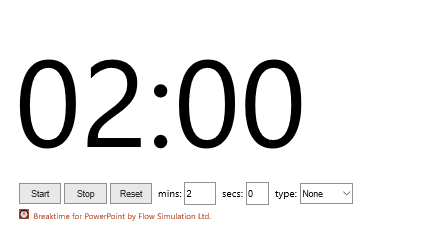 02:00
Start Stop Reset mins: 2 secs: 0 type: None
Breaktime for PowerPoint by Flow Simulation Ltd.